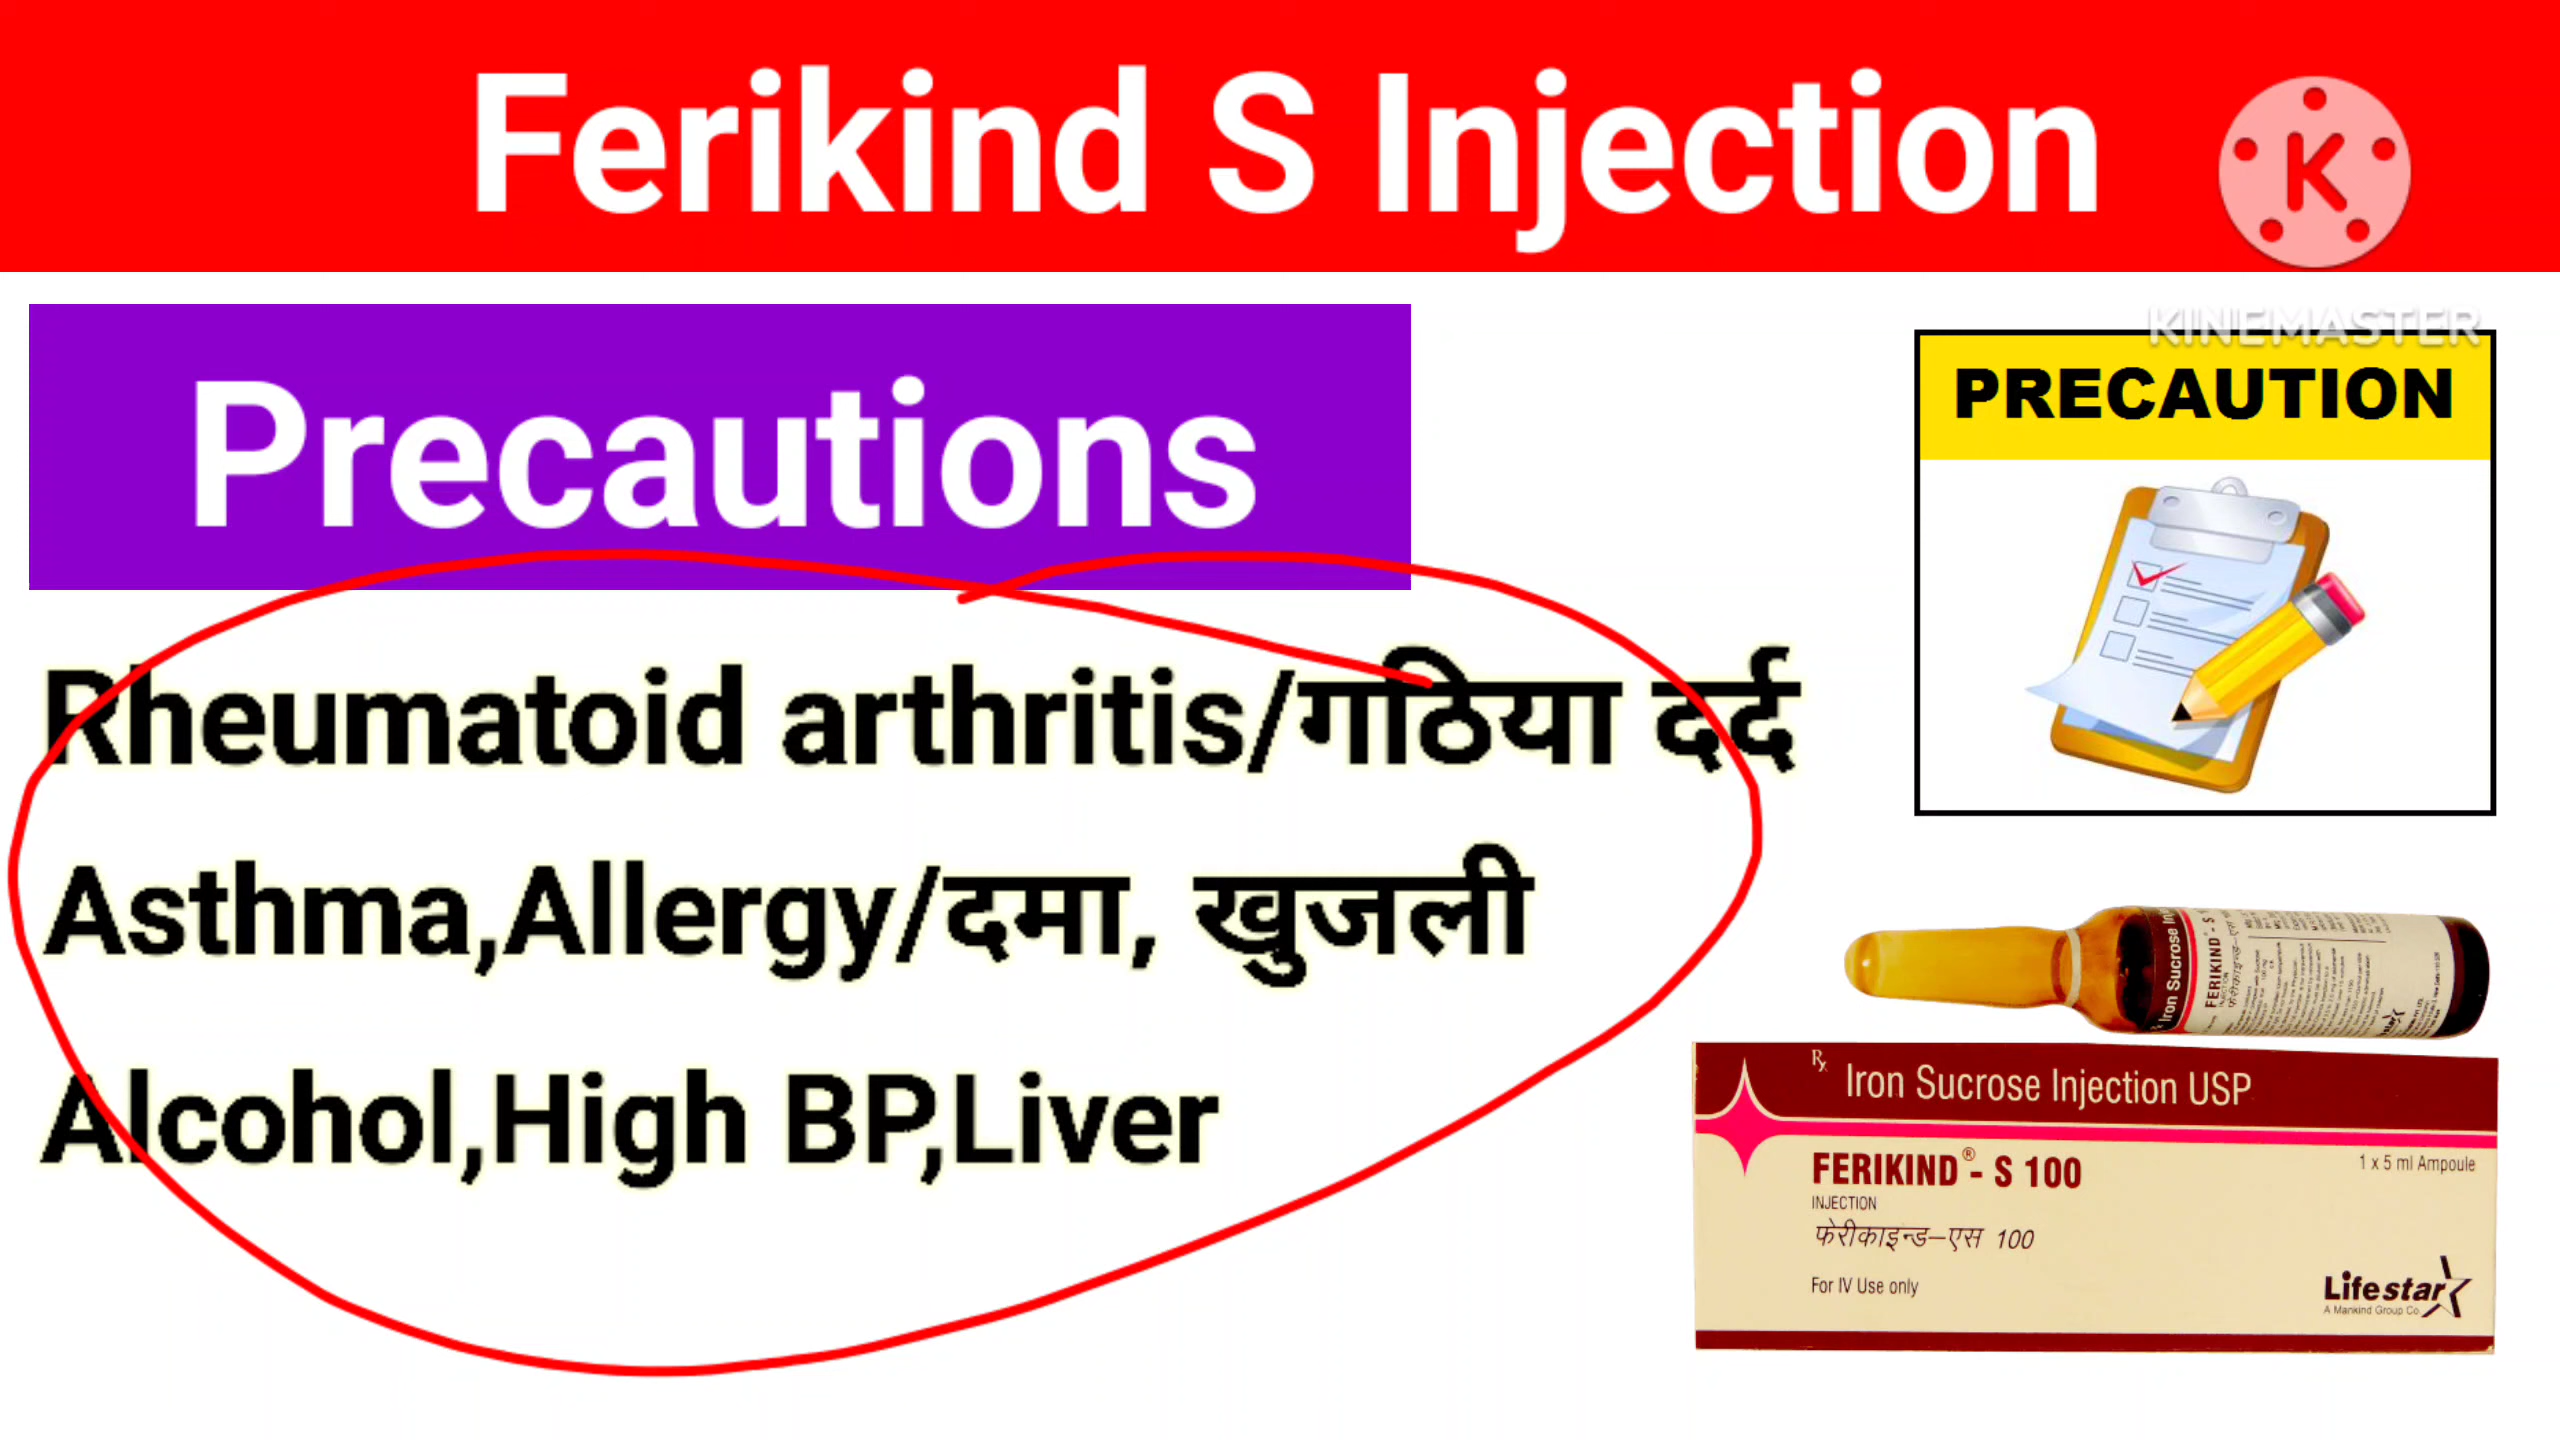 Ferikind S Injection
K
KINEMASTER
Precautions
PRECAUTION
Rheumatoid arthritis/गठिया दर्द
Asthma,Allergy/दमा, खुजली
Alcohol,High BP,Liver
Iron Sucrose
FERIKIND - S
Rx Iron Sucrose Injection USP
FERIKIND® - S 100
1 x 5 ml Ampoule
INJECTION
फेरीकाइन्ड–एस 100
For IV Use only
Lifestar
A Mankind Group Co.